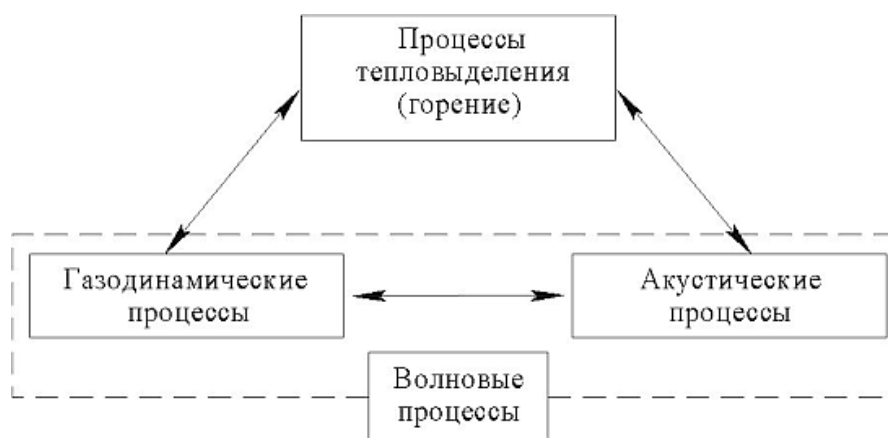 Процессы
тепловыделения
(горение)
Газодинамические
процессы
Акустические
процессы
Волновые
процессы